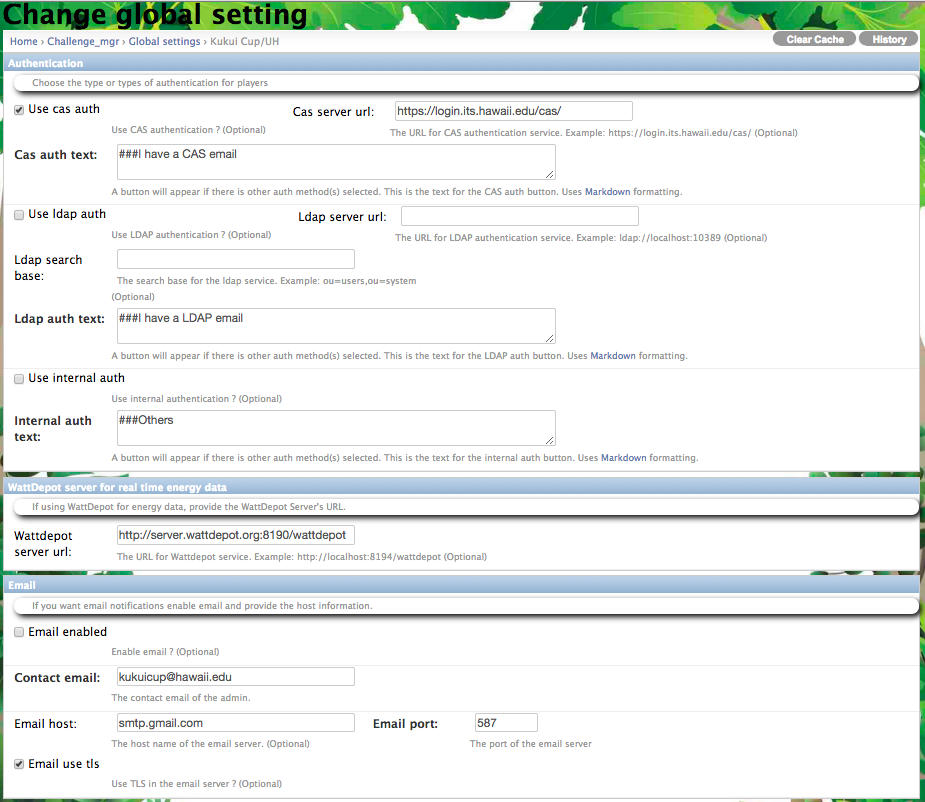 Change global setting
Home › Challenge_mgr › Global settings › Kukui Cup/UH
Clear Cache
History
Authentication
Choose the type or types of authentication for players
Use cas auth
Cas server url:
https://login.its.hawaii.edu/cas/
Use CAS authentication ? (Optional)
The URL for CAS authentication service. Example: https://login.its.hawaii.edu/cas/ (Optional)
Cas auth text:
###I have a CAS email
A button will appear if there is other auth method(s) selected. This is the text for the CAS auth button. Uses Markdown formatting.
Use ldap auth
Ldap server url:
Use LDAP authentication ? (Optional)
The URL for LDAP authentication service. Example: ldap://localhost:10389 (Optional)
Ldap search
base:
The search base for the ldap service. Example: ou=users,ou=system
(Optional)
Ldap auth text:
###I have a LDAP email
A button will appear if there is other auth method(s) selected. This is the text for the LDAP auth button. Uses Markdown formatting.
Use internal auth
Use internal authentication ? (Optional)
Internal auth
text:
###Others
A button will appear if there is other auth method(s) selected. This is the text for the internal auth button. Uses Markdown formatting.
WattDepot server for real time energy data
If using WattDepot for energy data, provide the WattDepot Server's URL.
Wattdepot
server url:
http://server.wattdepot.org:8190/wattdepot
The URL for Wattdepot service. Example: http://localhost:8194/wattdepot (Optional)
Email
If you want email notifications enable email and provide the host information.
Email enabled
Enable email ? (Optional)
Contact email:
kukuicup@hawaii.edu
The contact email of the admin.
Email host:
smtp.gmail.com
Email port:
587
The host name of the email server. (Optional)
The port of the email server
Email use tls
Use TLS in the email server ? (Optional)